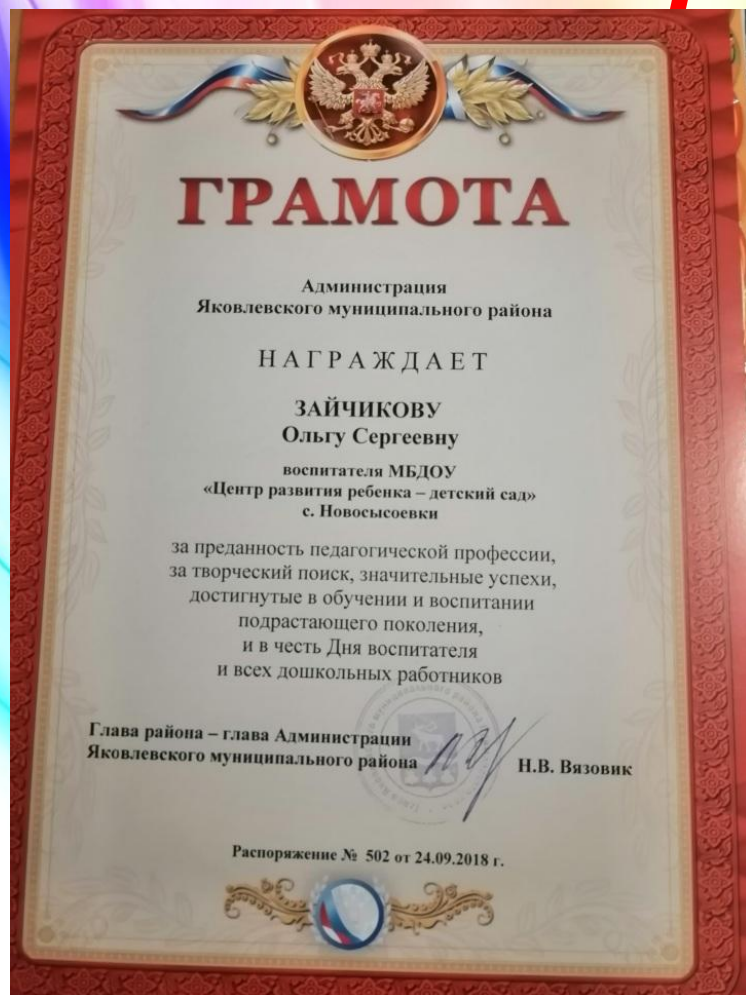 ГРАМОТА
Администрация
Яковлевского муниципального района
НАГРАЖДАЕТ
ЗАЙЧИКОВУ
Ольгу Сергеевну
воспитателя МБДОУ
«Центр развития ребенка – детский сад»
с. Новосысоевки
за преданность педагогической профессии,
за творческий поиск, значительные успехи,
достигнутые в обучении и воспитании
подрастающего поколения,
и в честь Дня воспитателя
и всех дошкольных работников
Глава района – глава Администрации
Яковлевского муниципального района
Н.В. Вязовик
Распоряжение № 502 от 24.09.2018 г.